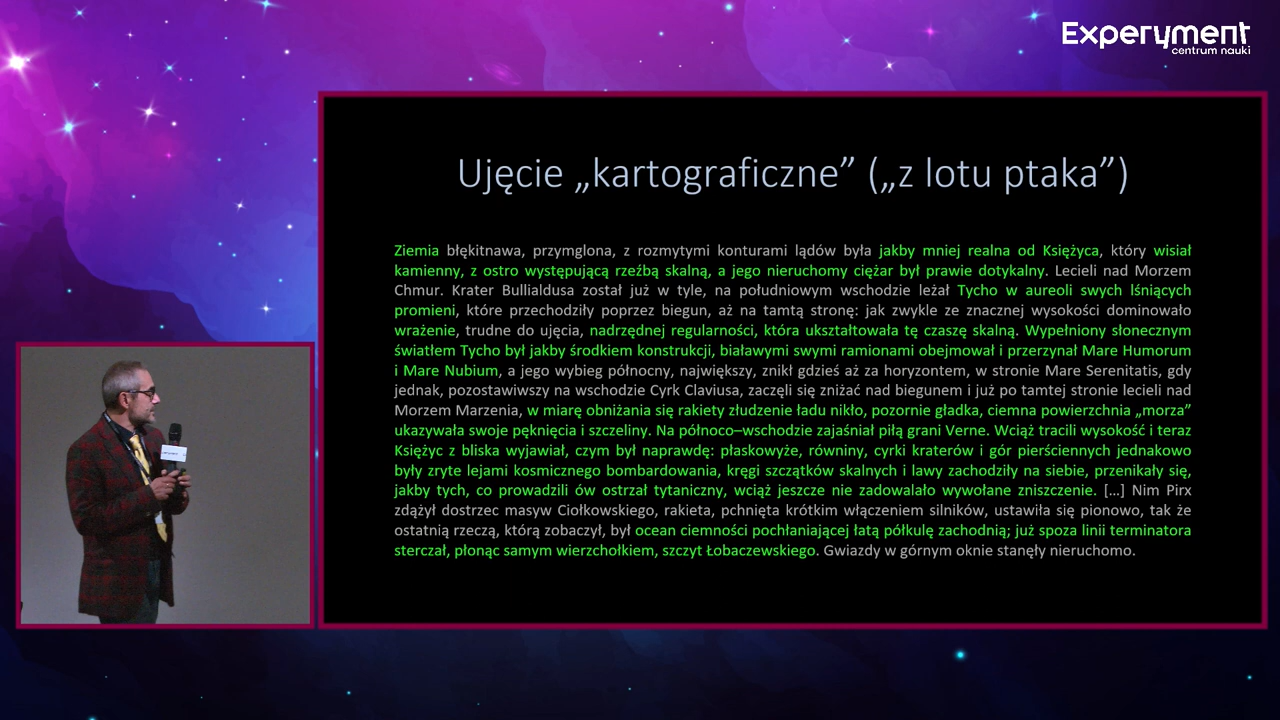 Experyment
centrum nauki
Ujęcie „kartograficzne” („z lotu ptaka”)
Ziemia błękitnawa, przymglona, z rozmytymi konturami lądów była jakby mniej realna od Księżyca, który wisiał
kamienny, z ostro występującą rzeźbą skalną, a jego nieruchomy ciężar był prawie dotykalny. Lecieli nad Morzem
Chmur. Krater Bullialdusa został już w tyle, na południowym wschodzie leżał Tycho w aureoli swych lśniących
promieni, które przechodziły poprzez biegun, aż na tamtą stronę: jak zwykle ze znacznej wysokości dominowało
wrażenie, trudne do ujęcia, nadrzędnej regularności, która ukształtowała tę czaszę skalną. Wypełniony słonecznym
światłem Tycho był jakby środkiem konstrukcji, białawymi swymi ramionami obejmował i przerzynał Mare Humorum
i Mare Nubium, a jego wybieg północny, największy, znikł gdzieś aż za horyzontem, w stronie Mare Serenitatis, gdy
jednak, pozostawiwszy na wschodzie Cyrk Claviusa, zaczęli się zniżać nad biegunem i już po tamtej stronie lecieli nad
Morzem Marzenia, w miarę obniżania się rakiety złudzenie ładu nikło, pozornie gładka, ciemna powierzchnia „morza”
ukazywała swoje pęknięcia i szczeliny. Na północo–wschodzie zajaśniał piłą grani Verne. Wciąż tracili wysokość i teraz
Księżyc z bliska wyjawiał, czym był naprawdę: płaskowyże, równiny, cyrki kraterów i gór pierściennych jednakowo
były zryte lejami kosmicznego bombardowania, kręgi szczątków skalnych i lawy zachodziły na siebie, przenikały się,
jakby tych, co prowadzili ów ostrzał tytaniczny, wciąż jeszcze nie zadowalało wywołane zniszczenie. […] Nim Pirx
zdążył dostrzec masyw Ciołkowskiego, rakieta, pchnięta krótkim włączeniem silników, ustawiła się pionowo, tak że
ostatnią rzeczą, którą zobaczył, był ocean ciemności pochłaniającej łatą półkulę zachodnią; już spoza linii terminatora
sterczał, płonąc samym wierzchołkiem, szczyt Łobaczewskiego. Gwiazdy w górnym oknie stanęły nieruchomo.